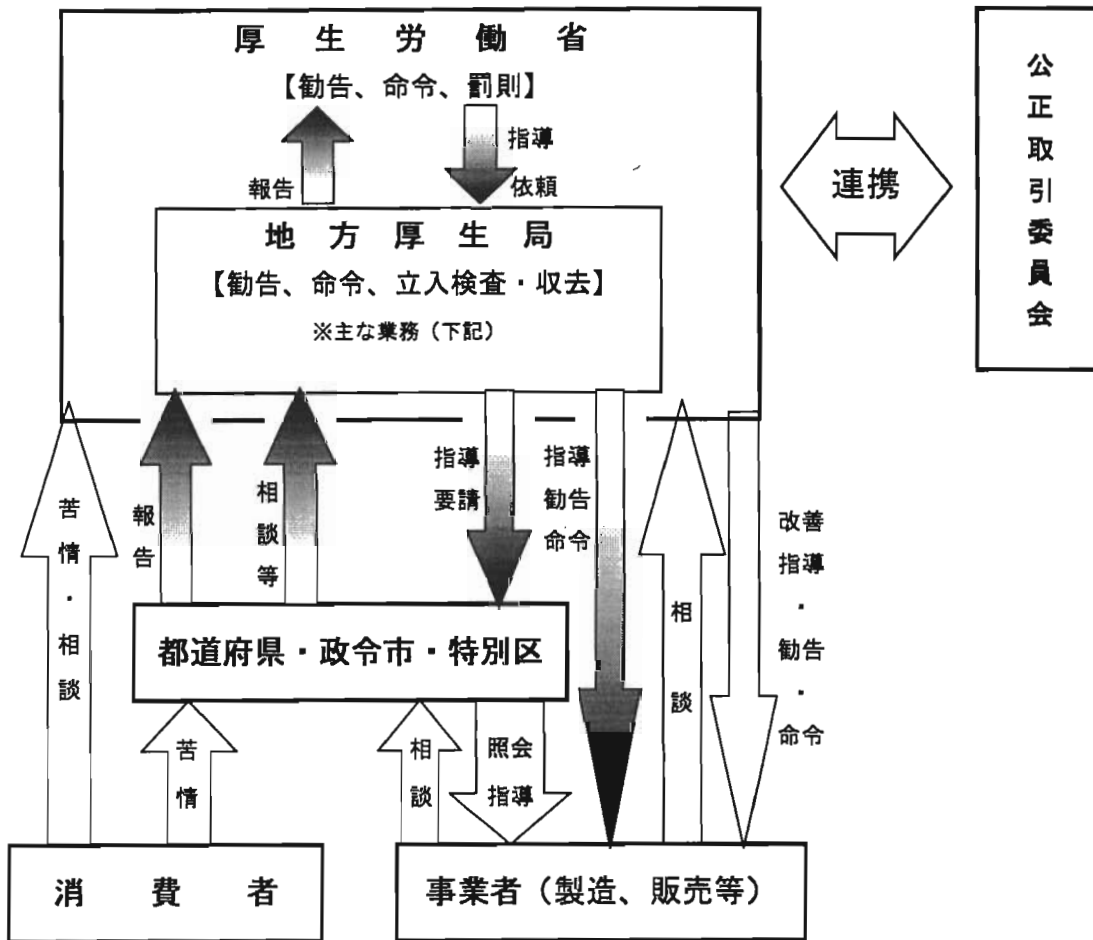 厚生労働省
【勧告、命令、罰則】
報告
指導
依頼
地方厚生局
【勧告、命令、立入検査・収去】
※主な業務（下記）
連携
公正取引委員会
苦情・相談
報告
相談等
指導
要請
指導
勧告
命令
相談
改善
指導
・
勧告
・
命令
都道府県・政令市・特別区
苦情
相談
照会
指導
消費者
事業者（製造、販売等）